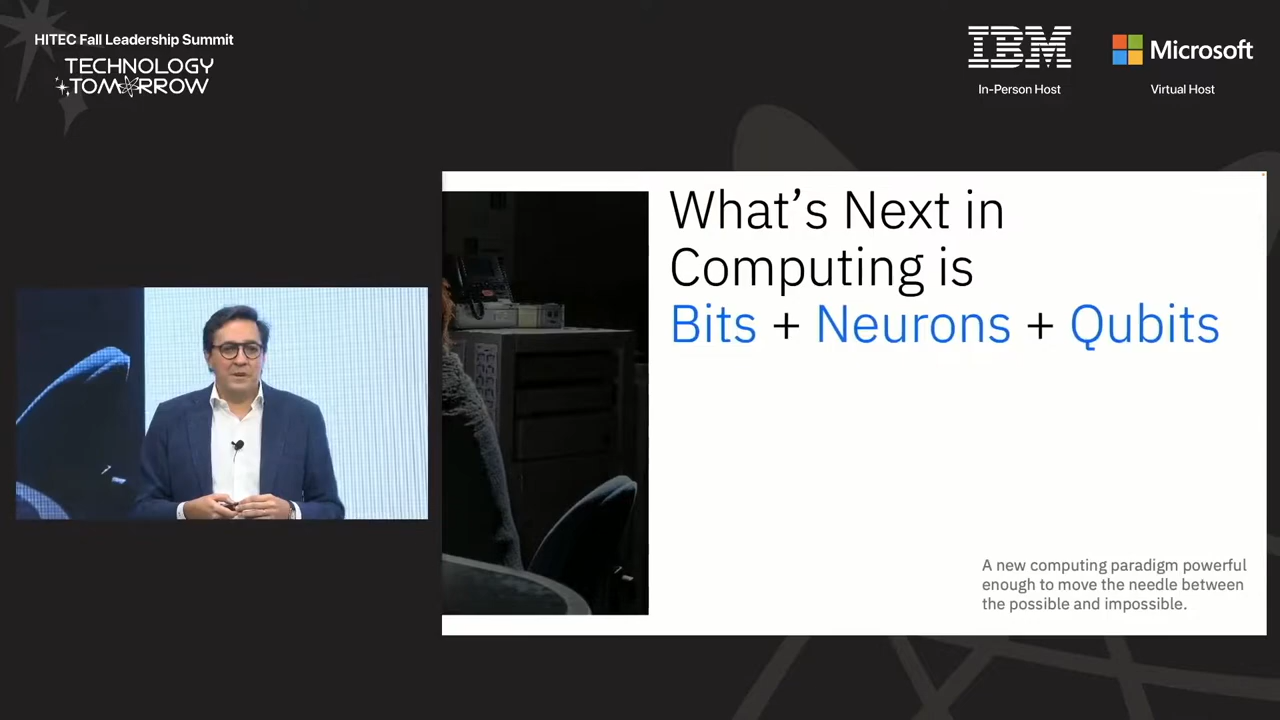 HITEC Fall Leadership Summit
TECHNOLOGY
TOMORROW
IBM
In-Person Host
Microsoft
Virtual Host
What’s Next in
Computing is
Bits + Neurons + Qubits
A new computing paradigm powerful
enough to move the needle between
the possible and impossible.